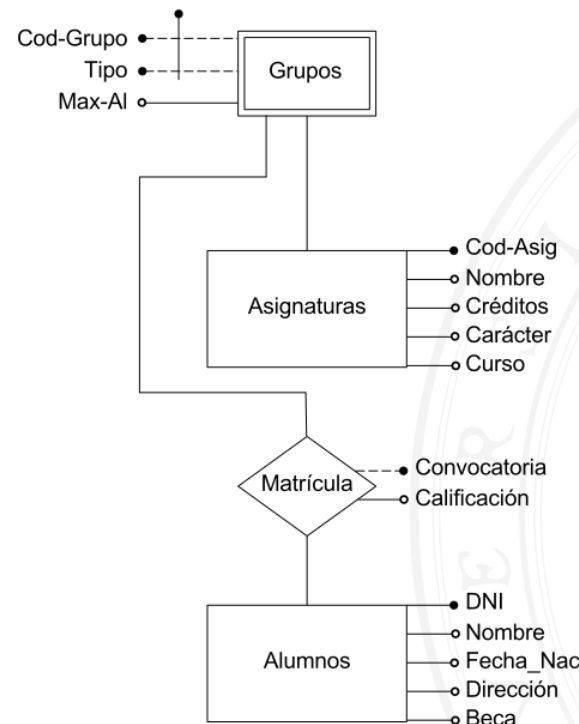 Cod-Grupo
Tipo
Max-Al
Grupos
Asignaturas
Cod-Asig
Nombre
Créditos
Carácter
Curso
Matrícula
Convocatoria
Calificación
Alumnos
DNI
Nombre
Fecha_Nac
Dirección
Beca